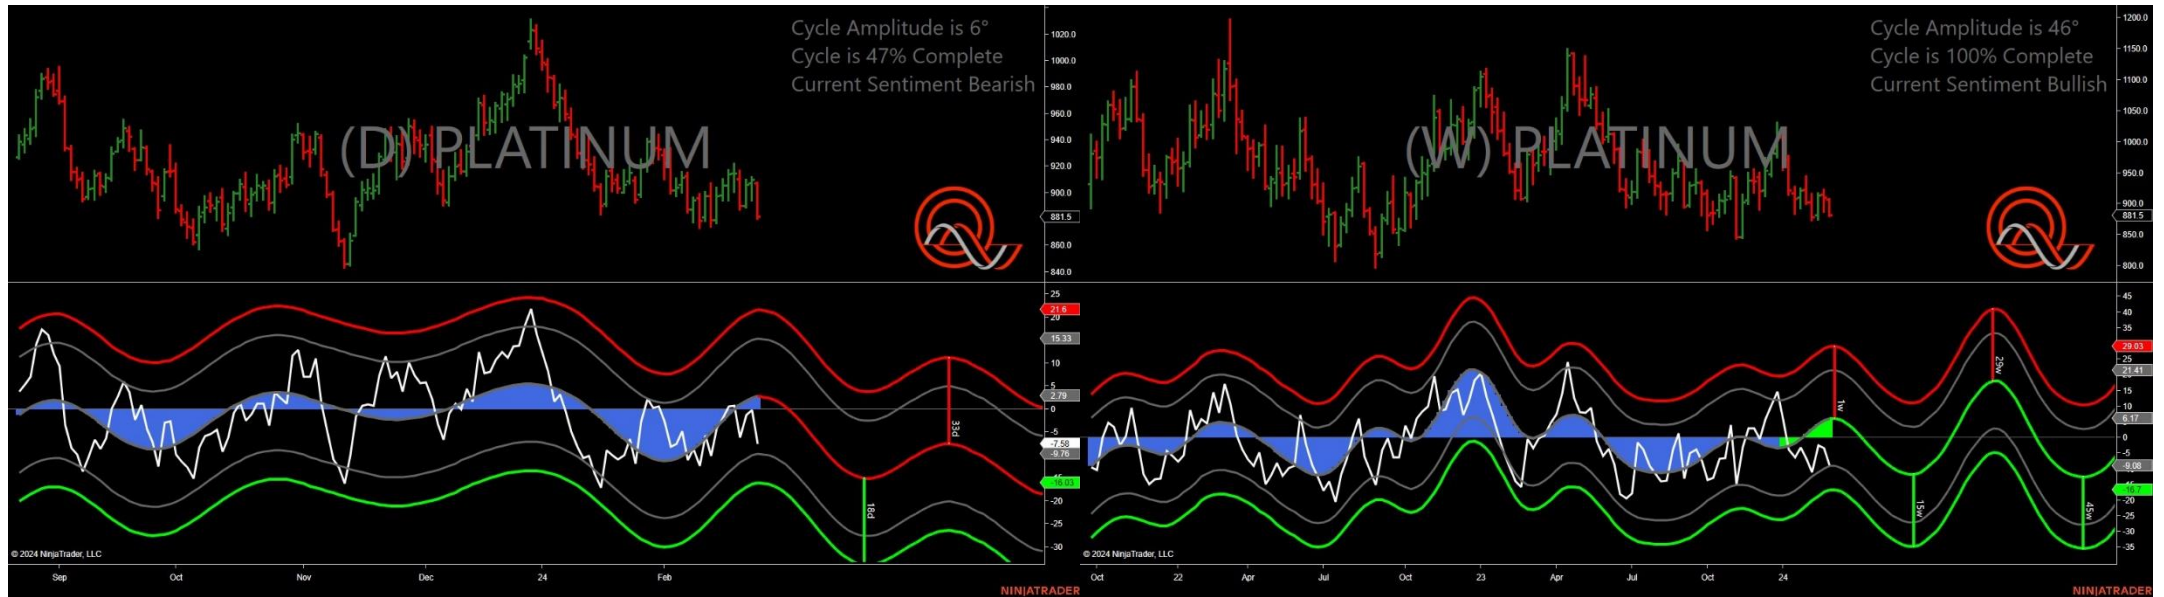 Cycle Amplitude is 6°
Cycle is 47% Complete
Current Sentiment Bearish
(D) PLATINUM
1020.0
1000.0
980.0
960.0
940.0
920.0
900.0
881.5
860.0
840.0
25
21.6
20
15.33
10
5
2.79
0
-5
-7.58
-9.76
-16.03
-20
-25
-30
33d
18d
© 2024 NinjaTrader, LLC
Sep
Oct
Nov
Dec
24
Feb
NINJATRADER
Cycle Amplitude is 46°
Cycle is 100% Complete
Current Sentiment Bullish
(W) PLATINUM
1200.0
1150.0
1100.0
1050.0
1000.0
950.0
900.0
881.5
850.0
800.0
45
40
35
29.03
25
21.41
15
10
6.17
5
0
-5
-9.08
-16.7
-25
-30
-35
1w
29w
15w
45w
© 2024 NinjaTrader, LLC
Oct
22
Apr
Jul
Oct
23
Apr
Jul
Oct
24
NINJATRADER